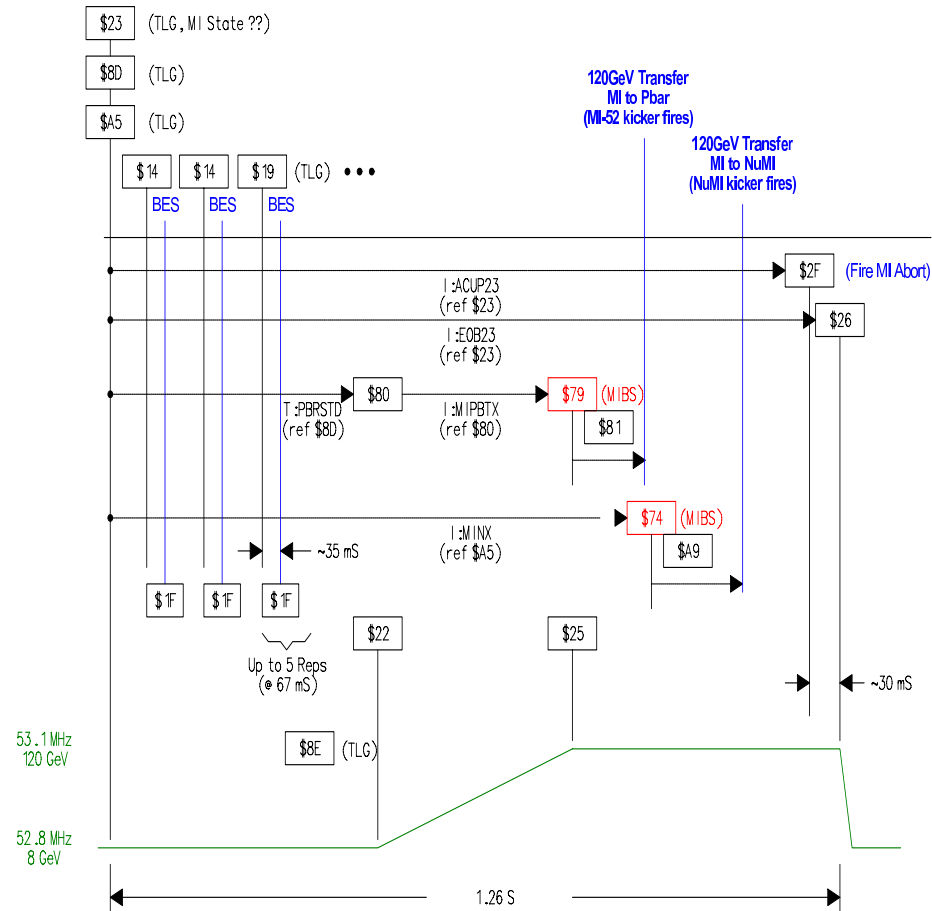 $23 (TLG, MI State ??)
$8D (TLG)
$A5 (TLG)
120GeV Transfer
MI to Pbar
(MI-52 kicker fires)
120GeV Transfer
MI to NuMI
(NuMI kicker fires)
$14 $14 $19 (TLG) •••
BES BES BES
$2F (Fire MI Abort)
I:ACUP23
(ref $23)
$26
I:EOB23
(ref $23)
$80 $79 (MIBS)
T:PBRSTD
(ref $8D)
I:MIPBTX
(ref $80)
$81
$74 (MIBS)
I:MINX
(ref $A5)
$A9
~35 mS
$1F $1F $1F
$22 $25
Up to 5 Reps
(@ 67 mS)
~30 mS
$8E (TLG)
53.1 MHz
120 GeV
52.8 MHz
8 GeV
1.26 S